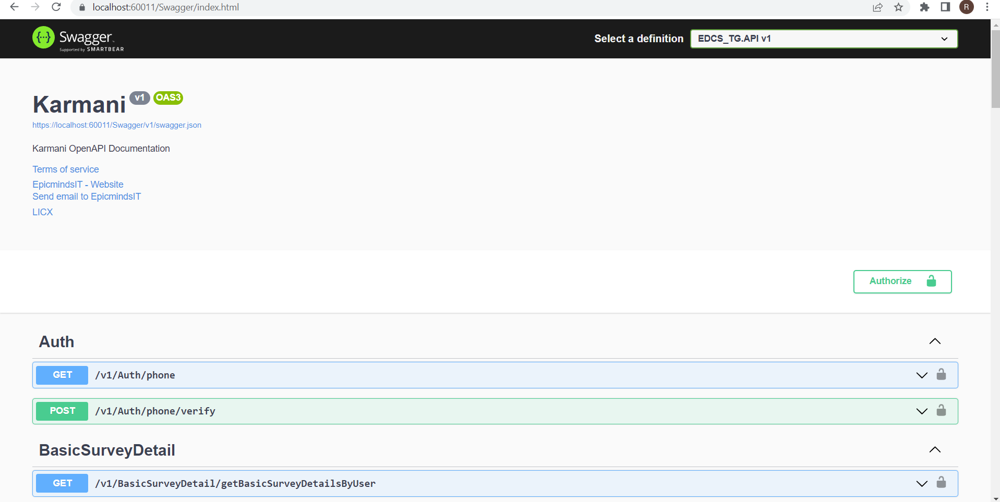 localhost:60011/Swagger/index.html
R
{···} Swagger
Supported by SMARTBEAR
Select a definition
EDCS_TG.API v1
Karmani v1 OAS3
https://localhost:60011/Swagger/v1/swagger.json
Karmani OpenAPI Documentation
Terms of service
EpicmindsIT - Website
Send email to EpicmindsIT
LICX
Authorize
Auth
GET /v1/Auth/phone
POST /v1/Auth/phone/verify
BasicSurveyDetail
GET /v1/BasicSurveyDetail/getBasicSurveyDetailsByUser